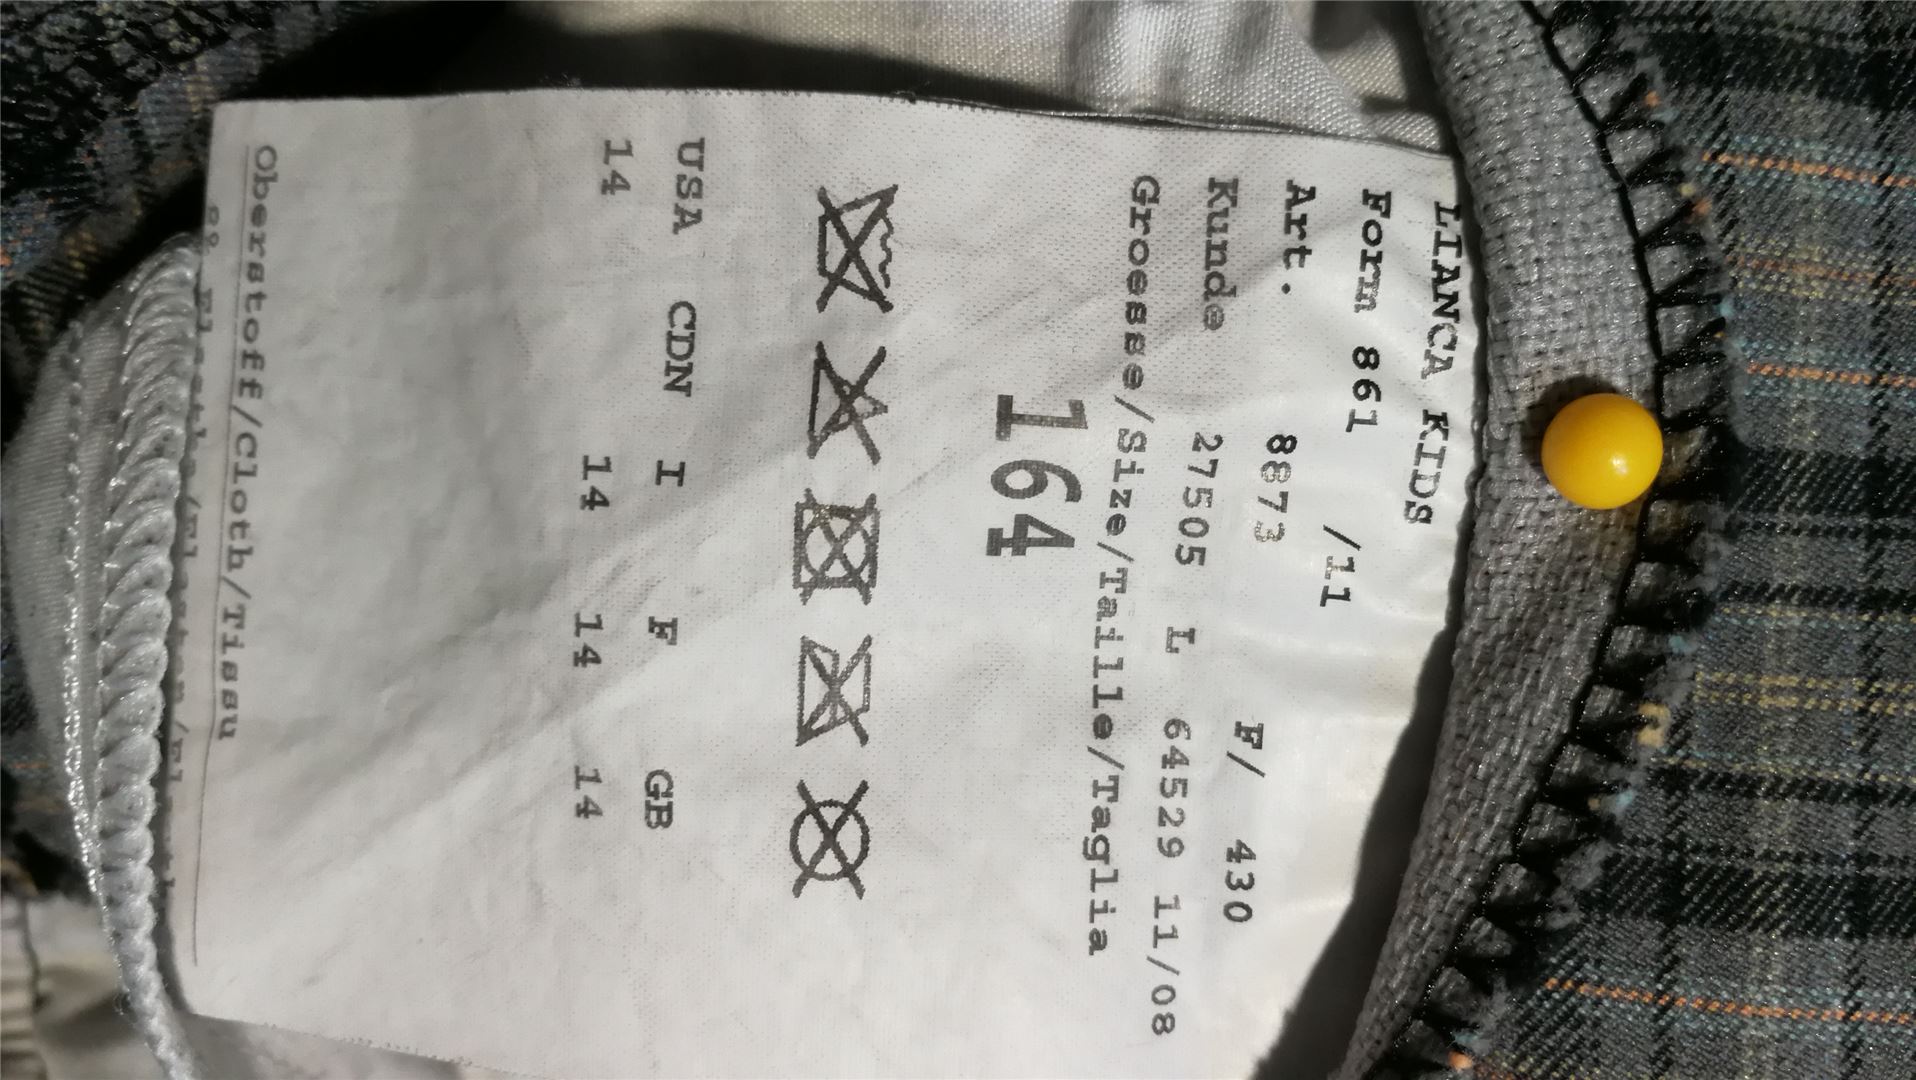 LIANCA KIDS
Form 861 /11
Art. 8873 F/ 430
Kunde 27505 L 64529 11/08
Groesse/Size/Taille/Taglia
164
USA CDN I F GB
14 14 14 14
Oberstoff/Cloth/Tissu